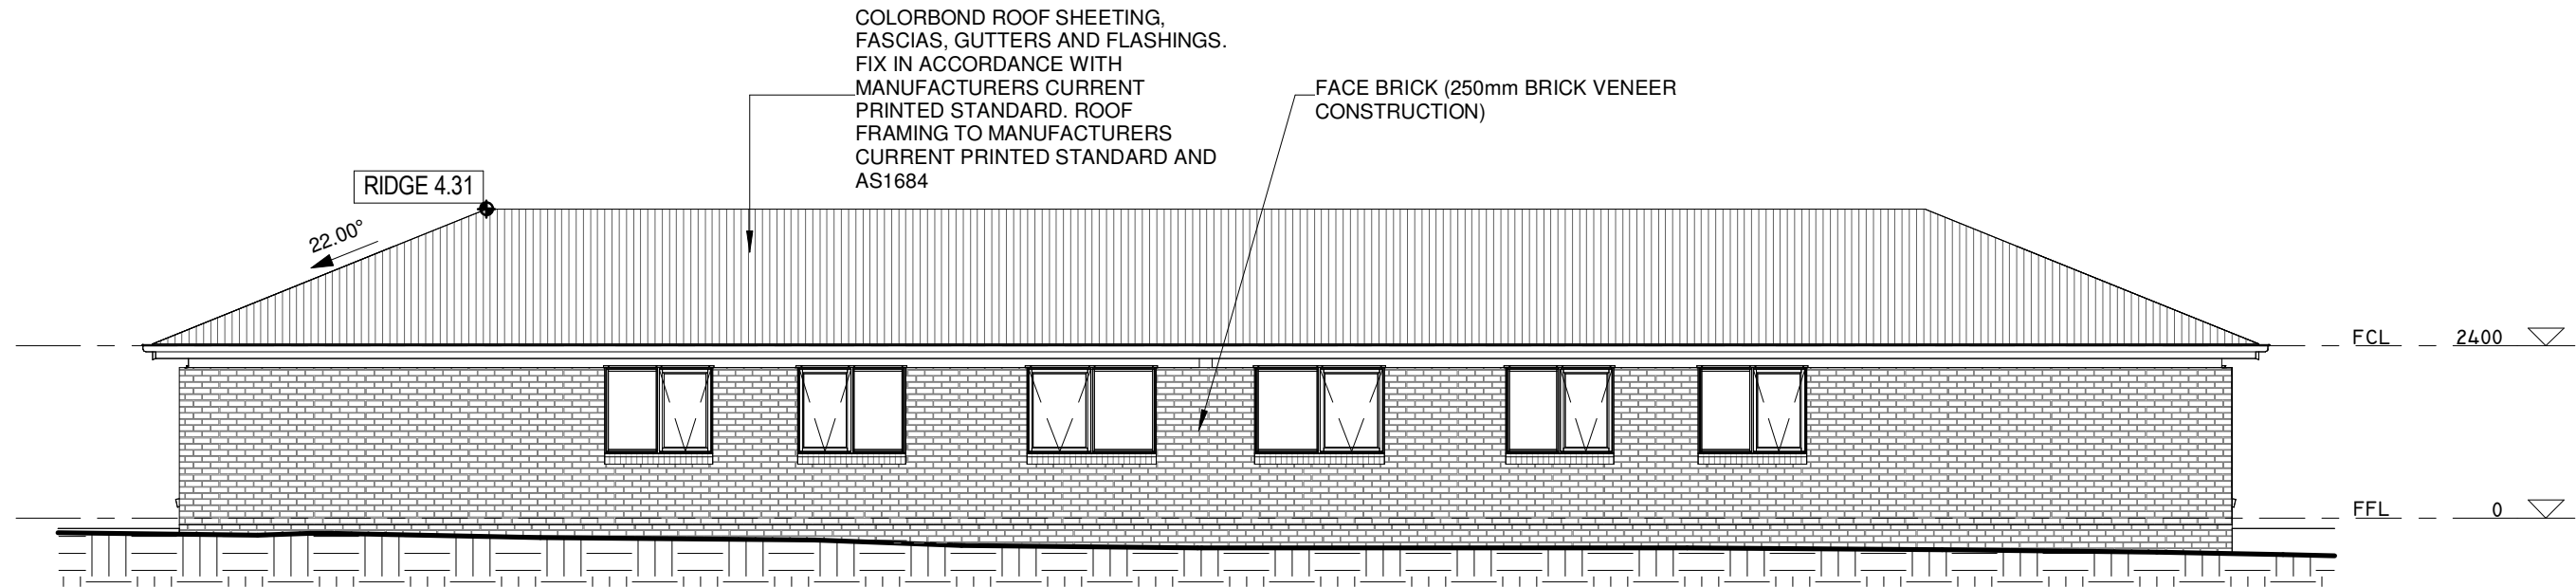 COLORBOND ROOF SHEETING,
FASCIAS, GUTTERS AND FLASHINGS.
FIX IN ACCORDANCE WITH
MANUFACTURERS CURRENT
PRINTED STANDARD. ROOF
FRAMING TO MANUFACTURERS
CURRENT PRINTED STANDARD AND
AS1684
FACE BRICK (250mm BRICK VENEER
CONSTRUCTION)
RIDGE 4.31
22.00°
FCL 2400
FFL 0